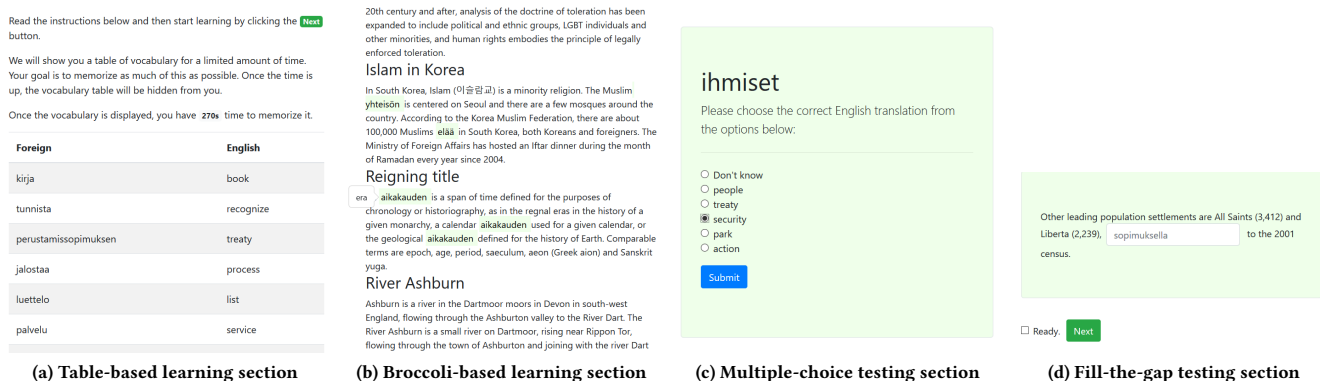 Read the instructions below and then start learning by clicking the Next
button.
We will show you a table of vocabulary for a limited amount of time.
Your goal is to memorize as much of this as possible. Once the time is
up, the vocabulary table will be hidden from you.
Once the vocabulary is displayed, you have 270s time to memorize it.
Foreign English
kirja book
tunnista recognize
perustamissopimuksen treaty
jalostaa process
luettelo list
palvelu service
(a) Table-based learning section
20th century and after, analysis of the doctrine of toleration has been
expanded to include political and ethnic groups, LGBT individuals and
other minorities, and human rights embodies the principle of legally
enforced toleration.
Islam in Korea
In South Korea, Islam (이슬람교) is a minority religion. The Muslim
yhteisön is centered on Seoul and there are a few mosques around the
country. According to the Korea Muslim Federation, there are about
100,000 Muslims elää in South Korea, both Koreans and foreigners. The
Ministry of Foreign Affairs has hosted an Iftar dinner during the month
of Ramadan every year since 2004.
Reigning title
era aikakauden is a span of time defined for the purposes of
chronology or historiography, as in the regnal eras in the history of a
given monarchy, a calendar aikakauden used for a given calendar, or
the geological aikakauden defined for the history of Earth. Comparable
terms are epoch, age, period, saeculum, aeon (Greek aion) and Sanskrit
yuga.
River Ashburn
Ashburn is a river in the Dartmoor moors in Devon in south-west
England, flowing through the Ashburton valley to the River Dart. The
River Ashburn is a small river on Dartmoor, rising near Rippon Tor,
flowing through the town of Ashburton and joining with the river Dart
(b) Broccoli-based learning section
ihmiset
Please choose the correct English translation from
the options below:
Don't know
people
treaty
security
park
action
Submit
(c) Multiple-choice testing section
Other leading population settlements are All Saints (3,412) and
Liberta (2,239), sopimuksella to the 2001
census.
Ready. Next
(d) Fill-the-gap testing section